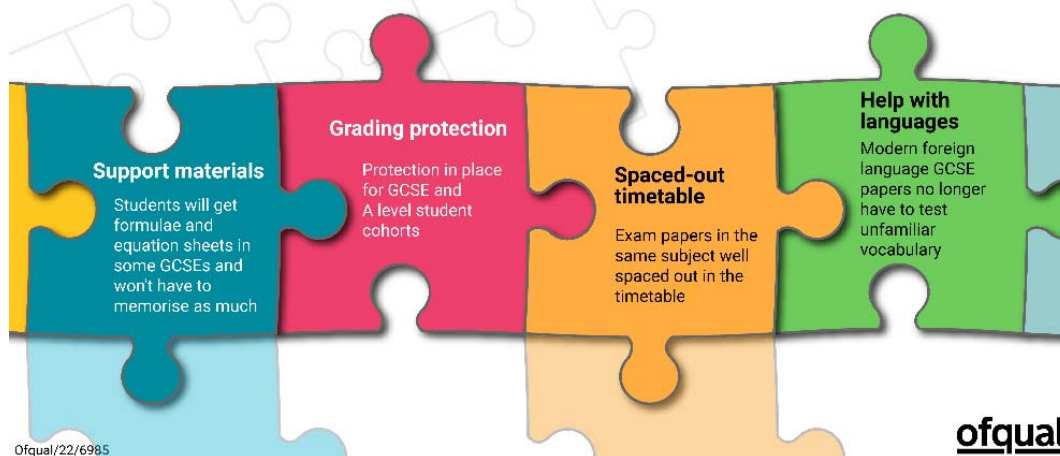 Support materials
Students will get
formulae and
equation sheets in
some GCSEs and
won't have to
memorise as much
Grading protection
Protection in place
for GCSE and
A level student
cohorts
Spaced-out
timetable
Exam papers in the
same subject well
spaced out in the
timetable
Help with
languages
Modern foreign
language GCSE
papers no longer
have to test
unfamiliar
vocabulary
Ofqual/22/6985
ofqual